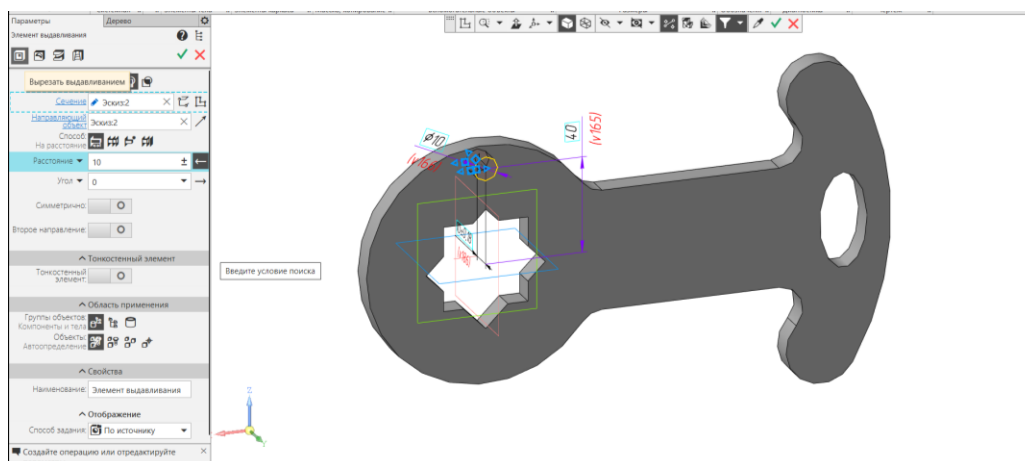 Параметры
Дерево
Элемент выдавливания
Вырезать выдавливанием
Сечение
Эскиз:2
Направляющий объект
Эскиз:2
Способ:
На расстояние
Расстояние
10
Угол
0
Симметрично:
Второе направление:
Тонкостенный элемент
Тонкостенный элемент:
Область применения
Группы объектов:
Компоненты и тела
Объекты:
Автоопределение
Свойства
Наименование:
Элемент выдавливания
Отображение
Способ задания:
По источнику
Создайте операцию или отредактируйте
Введите условие поиска
40
(v165)
Ø10
Z